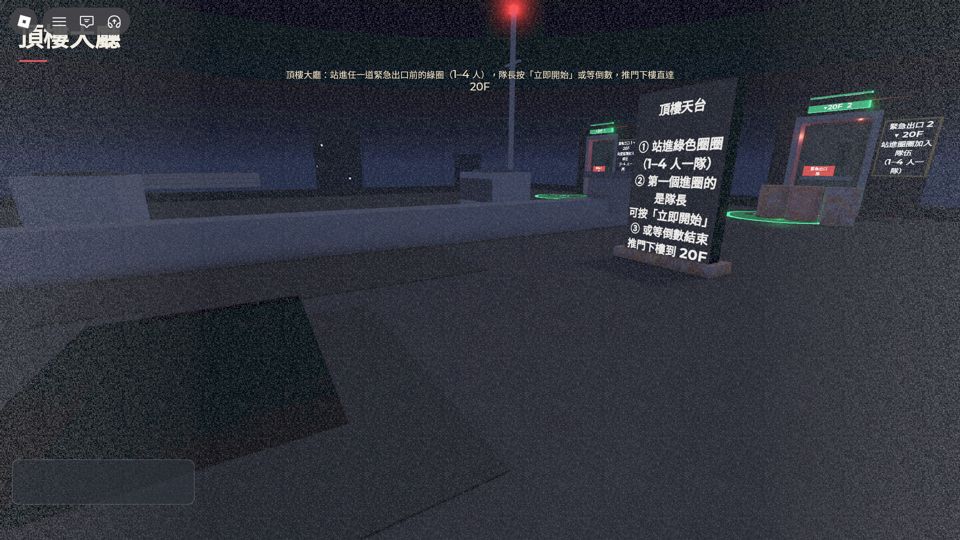 頂樓大廳
頂樓大廳：站進任一道緊急出口前的綠圈（1–4 人），隊長按「立即開始」或等倒數，推門下樓直達
20F
頂樓天台
① 站進綠色圈圈
（1–4 人一隊）
② 第一個進圈的
是隊長
可按「立即開始」
③ 或等倒數結束
推門下樓到 20F
20F 2
緊急出口 2
▾ 20F
站進圈圈加入
隊伍
（1–4 人一
隊）